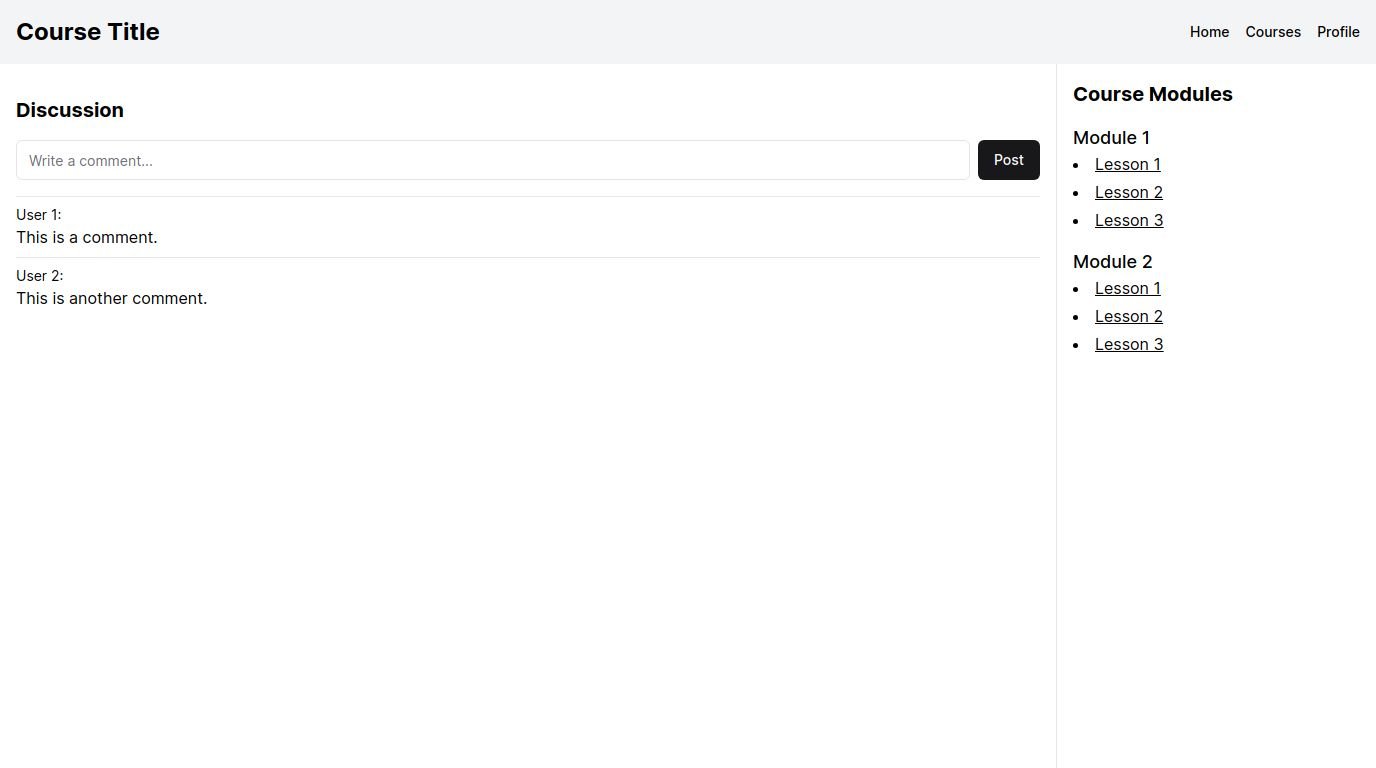 Course Title
Home Courses Profile
Discussion
Write a comment...
Post
User 1:
This is a comment.
User 2:
This is another comment.
Course Modules
Module 1
Lesson 1
Lesson 2
Lesson 3
Module 2
Lesson 1
Lesson 2
Lesson 3